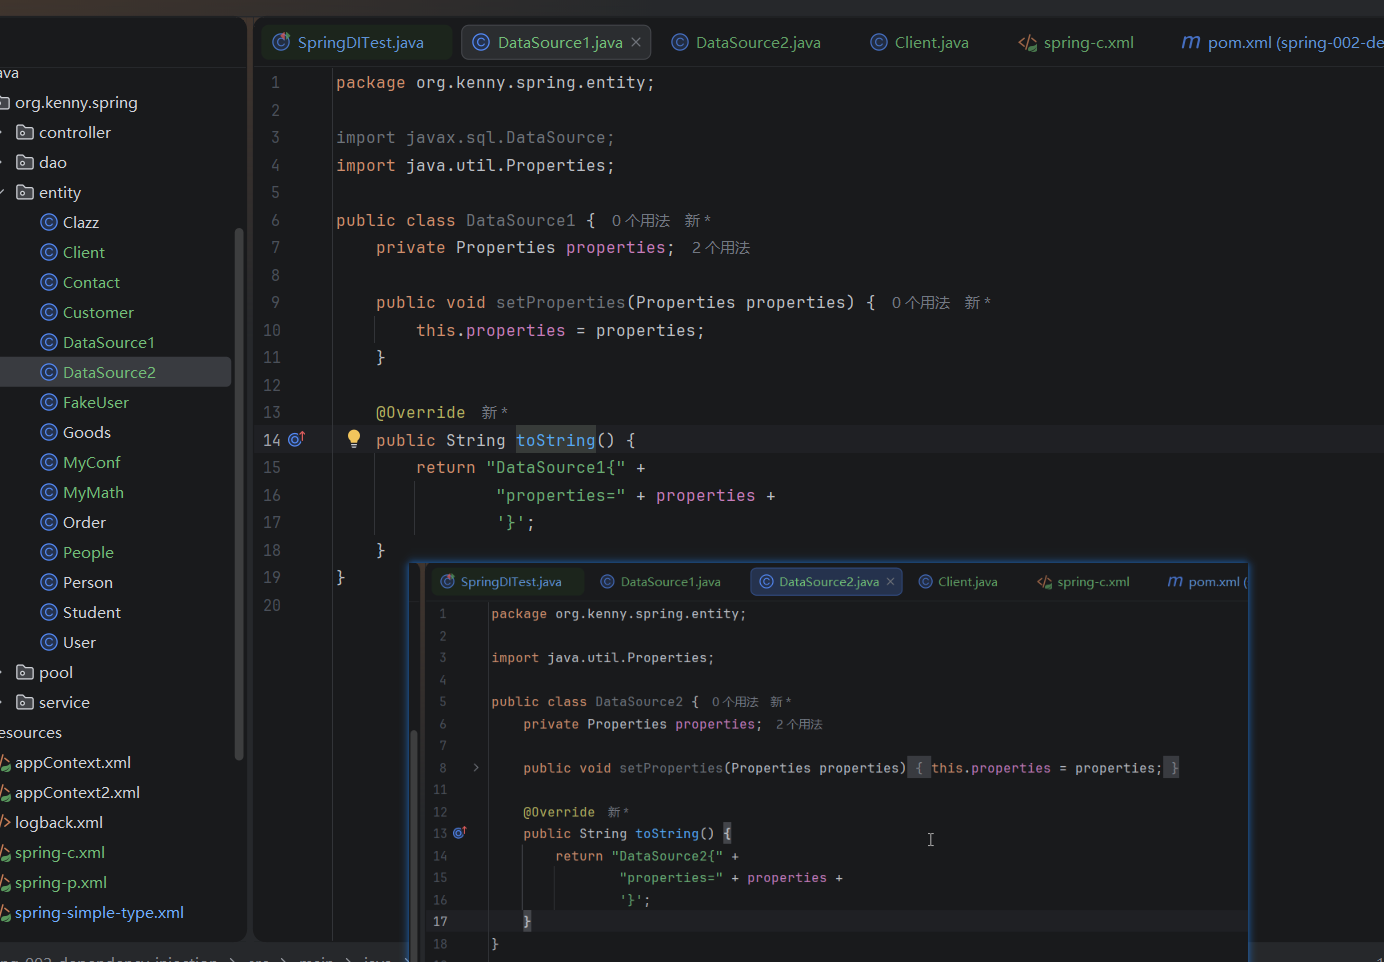 ava
org.kenny.spring
controller
dao
entity
Clazz
Client
Contact
Customer
DataSource1
DataSource2
FakeUser
Goods
MyConf
MyMath
Order
People
Person
Student
User
pool
service
esources
appContext.xml
appContext2.xml
logback.xml
spring-c.xml
spring-p.xml
spring-simple-type.xml
SpringDITest.java DataSource1.java DataSource2.java Client.java spring-c.xml pom.xml (spring-002-de
1 package org.kenny.spring.entity;
2
3 import javax.sql.DataSource;
4 import java.util.Properties;
5
6 public class DataSource1 { 0 个用法 新 *
7 private Properties properties; 2 个用法
8
9 public void setProperties(Properties properties) { 0 个用法 新 *
10 this.properties = properties;
11 }
12
13 @Override 新 *
14 public String toString() {
15 return "DataSource1{" +
16 "properties=" + properties +
17 '}';
18 }
19 }
20
SpringDITest.java DataSource1.java DataSource2.java Client.java spring-c.xml pom.xml (
1 package org.kenny.spring.entity;
2
3 import java.util.Properties;
4
5 public class DataSource2 { 0 个用法 新 *
6 private Properties properties; 2 个用法
7
8 public void setProperties(Properties properties) { this.properties = properties; }
11
12 @Override 新 *
13 public String toString() {
14 return "DataSource2{" +
15 "properties=" + properties +
16 '}';
17 }
18 }